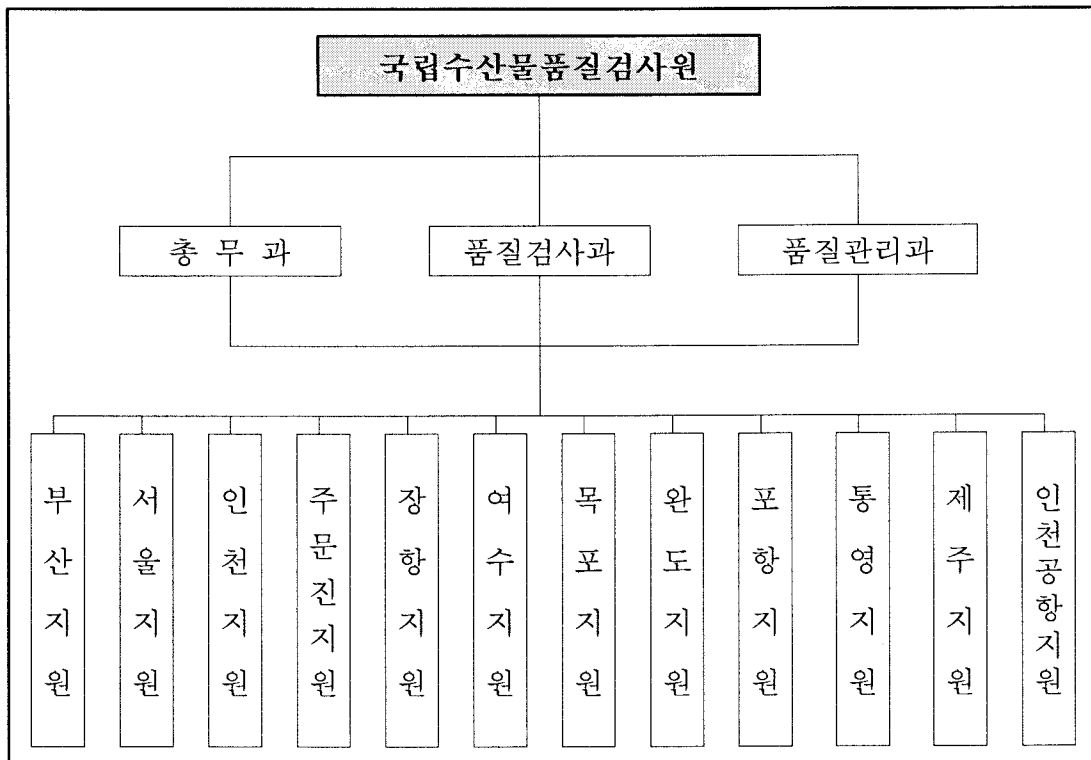 국립수산물품질검사원
총 무 과
품질검사과
품질관리과
부산지원
서울지원
인천지원
주문진지원
장항지원
여수지원
목포지원
완도지원
포항지원
통영지원
제주지원
인천공항지원